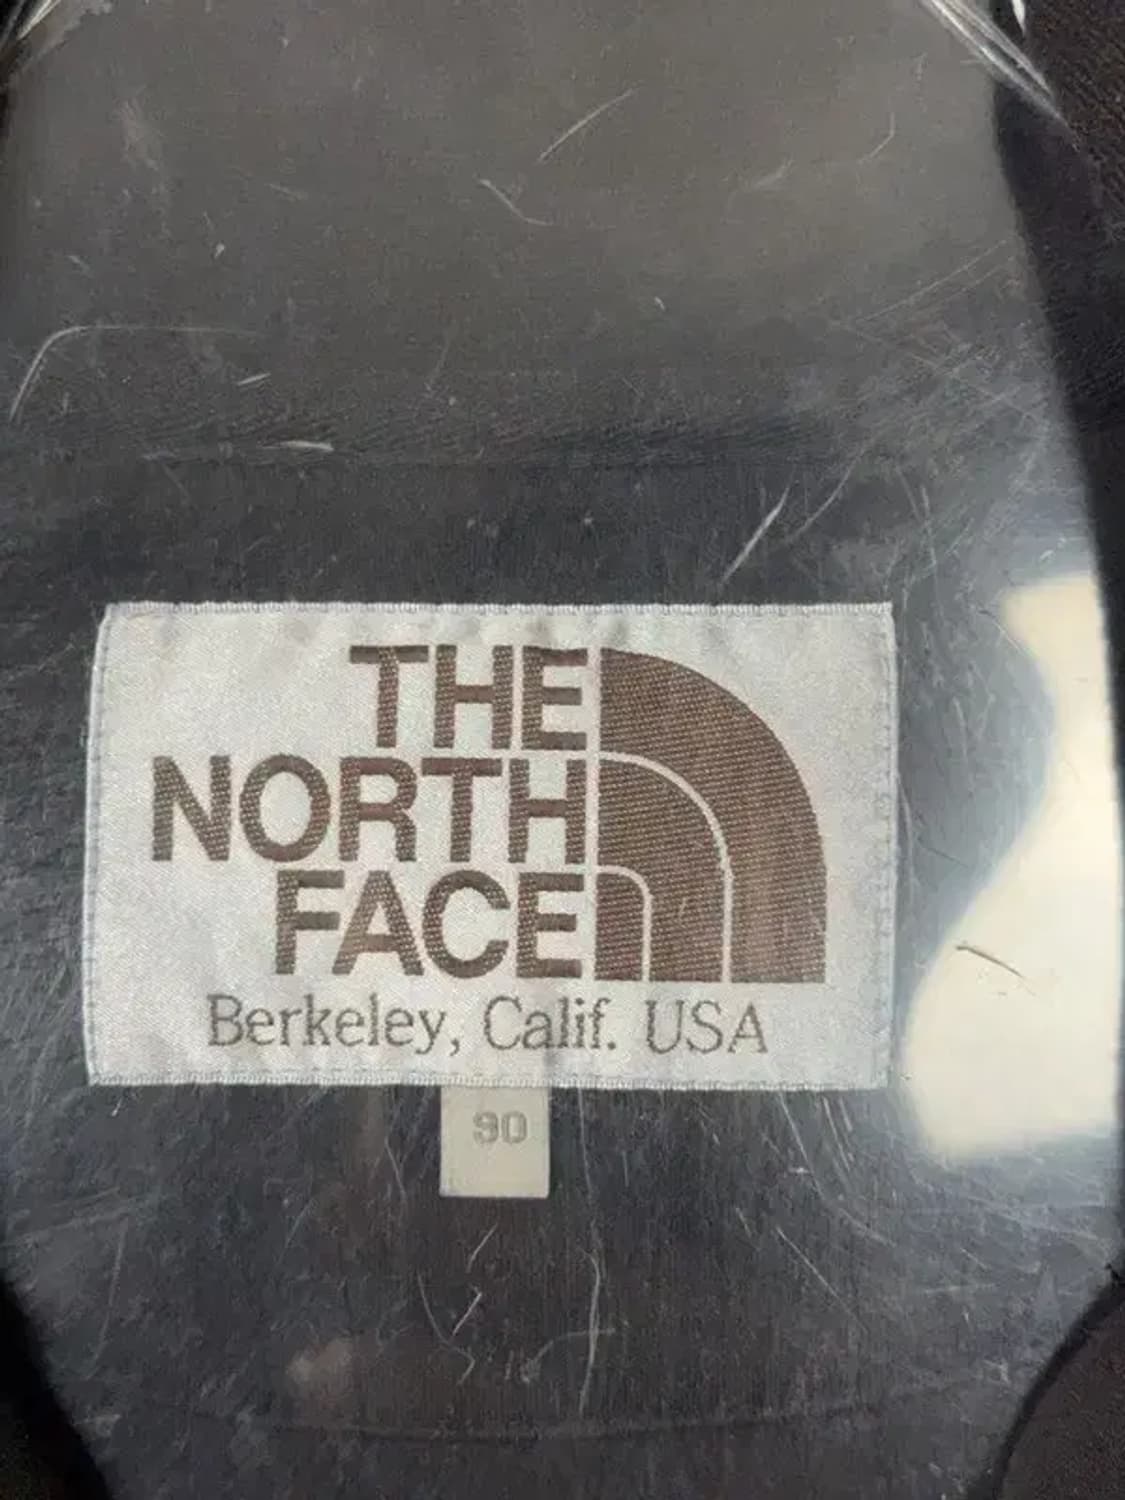 THE
NORTH
FACE
Berkeley, Calif. USA
90